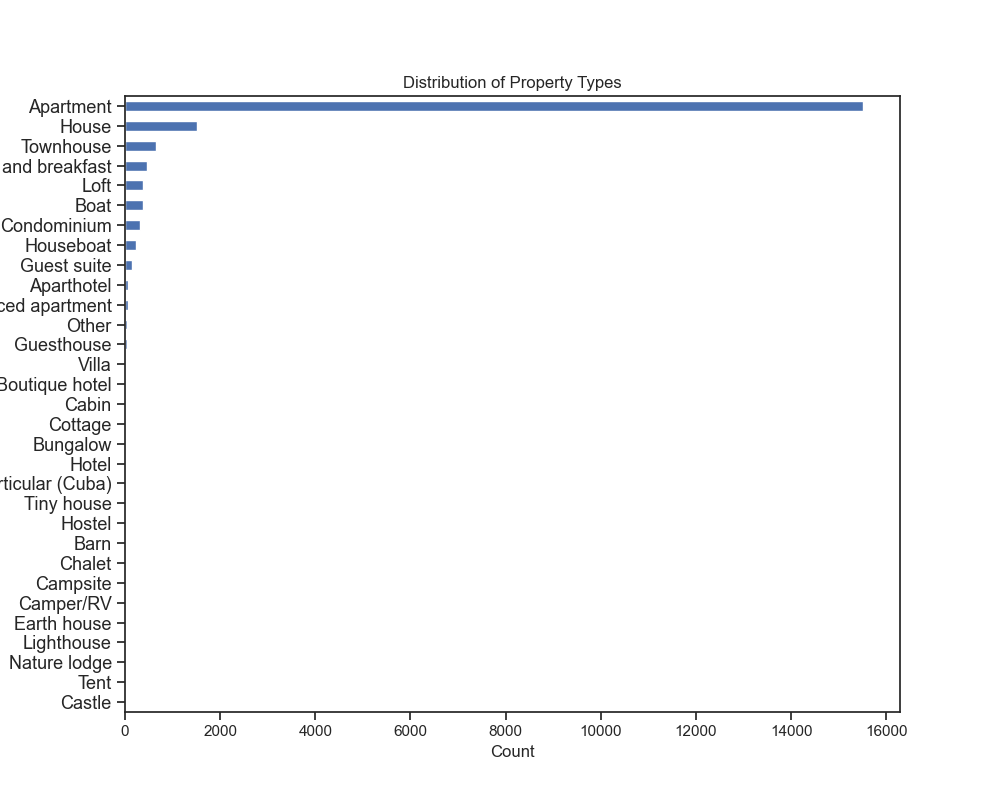 Distribution of Property Types
Apartment
House
Townhouse
and breakfast
Loft
Boat
Condominium
Houseboat
Guest suite
Aparthotel
ced apartment
Other
Guesthouse
Villa
Boutique hotel
Cabin
Cottage
Bungalow
Hotel
rticular (Cuba)
Tiny house
Hostel
Barn
Chalet
Campsite
Camper/RV
Earth house
Lighthouse
Nature lodge
Tent
Castle
0 2000 4000 6000 8000 10000 12000 14000 16000
Count